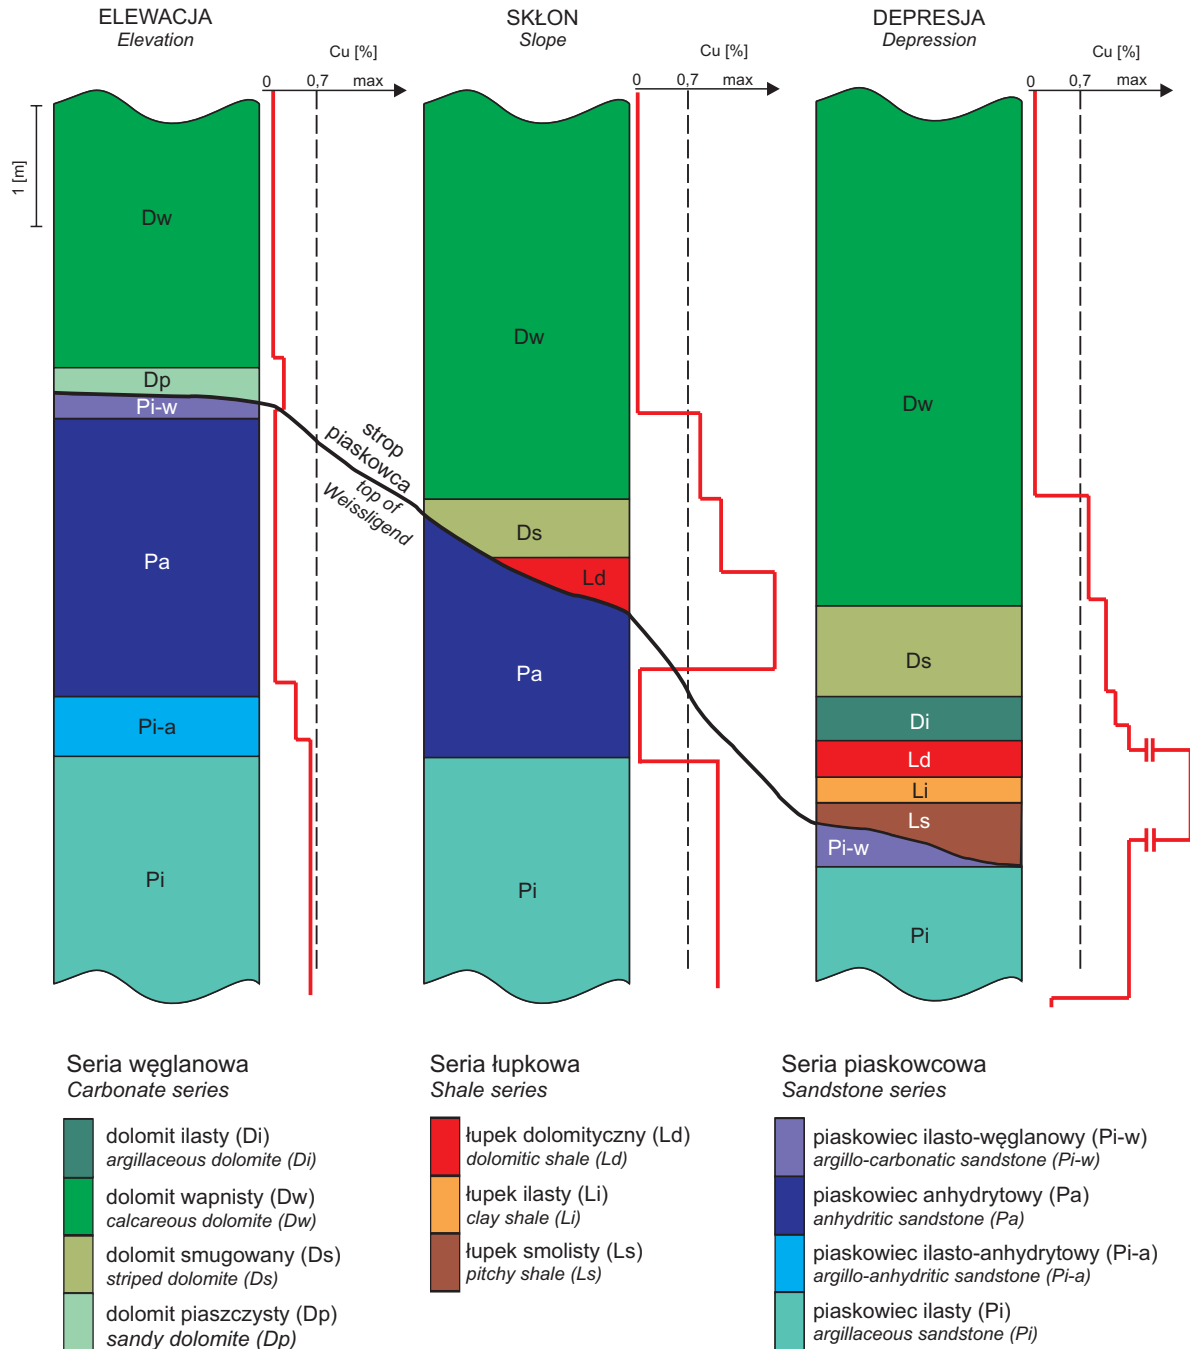 ELEWACJA
Elevation
SKŁON
Slope
DEPRESJA
Depression
Cu [%]
0
0,7
max
Cu [%]
0
0,7
max
Cu [%]
0
0,7
max
1 [m]
Dw
Dp
Pi-w
Pa
Pi-a
Pi
strop
piaskowca
top of
Weissligend
Dw
Ds
Ld
Pa
Pi
Dw
Ds
Di
Ld
Li
Ls
Pi-w
Pi
Seria węglanowa
Carbonate series
dolomit ilasty (Di)
argillaceous dolomite (Di)
dolomit wapnisty (Dw)
calcareous dolomite (Dw)
dolomit smugowany (Ds)
striped dolomite (Ds)
dolomit piaszczysty (Dp)
sandy dolomite (Dp)
Seria łupkowa
Shale series
łupek dolomityczny (Ld)
dolomitic shale (Ld)
łupek ilasty (Li)
clay shale (Li)
łupek smolisty (Ls)
pitchy shale (Ls)
Seria piaskowcowa
Sandstone series
piaskowiec ilasto-węglanowy (Pi-w)
argillo-carbonatic sandstone (Pi-w)
piaskowiec anhydrytowy (Pa)
anhydritic sandstone (Pa)
piaskowiec ilasto-anhydrytowy (Pi-a)
argillo-anhydritic sandstone (Pi-a)
piaskowiec ilasty (Pi)
argillaceous sandstone (Pi)